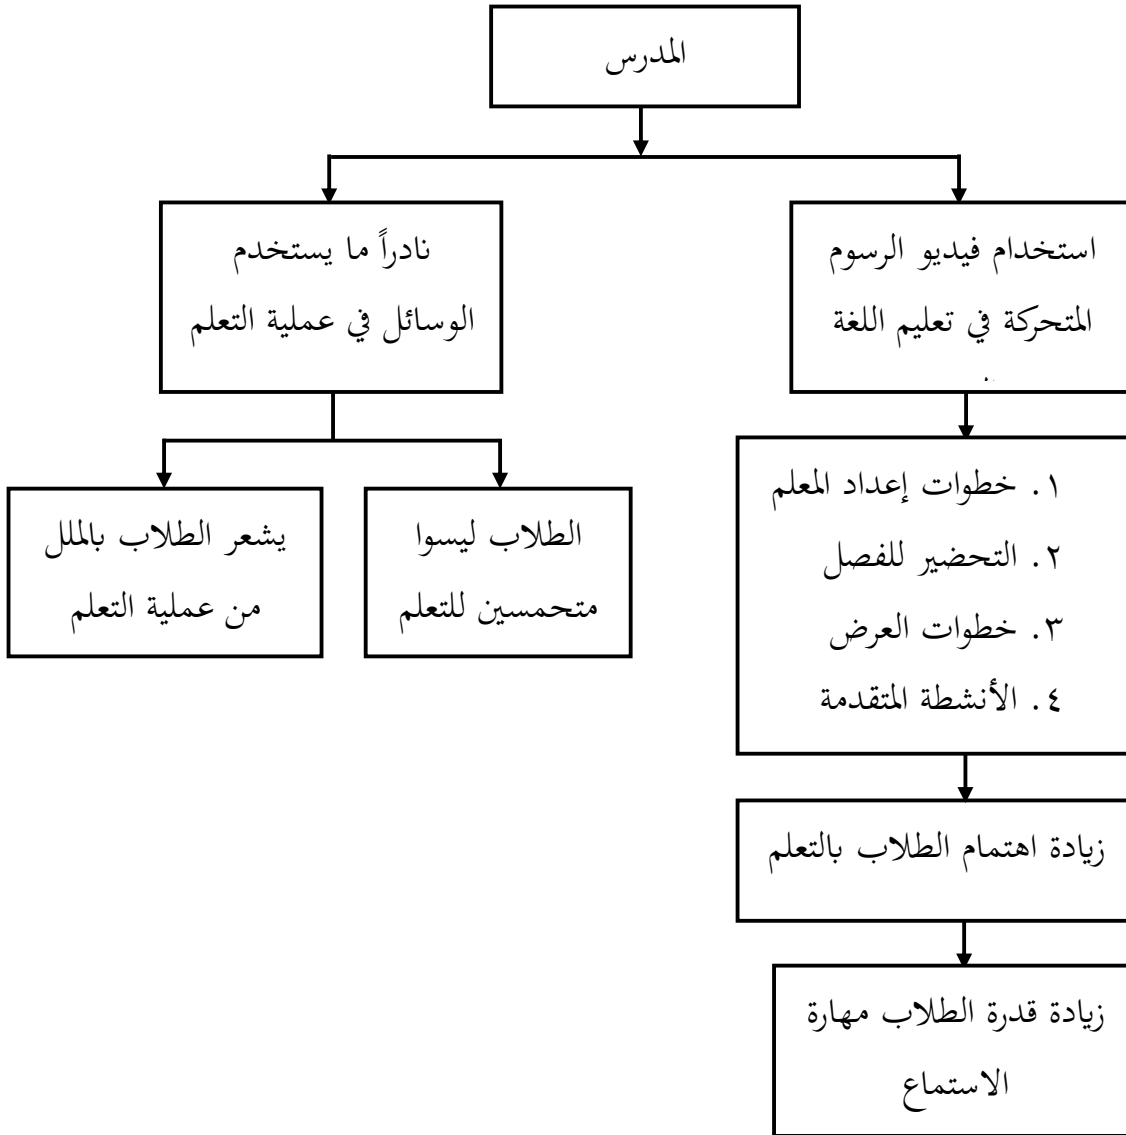 المدرس
استخدام فيديو الرسوم
المتحركة في تعليم اللغة
نادراً ما يستخدم
الوسائل في عملية التعلم
١. خطوات إعداد المعلم
٢. التحضير للفصل
٣. خطوات العرض
٤. الأنشطة المتقدمة
الطلاب ليسوا
متحمسين للتعلم
يشعر الطلاب بالملل
من عملية التعلم
زيادة اهتمام الطلاب بالتعلم
زيادة قدرة الطلاب مهارة
الاستماع